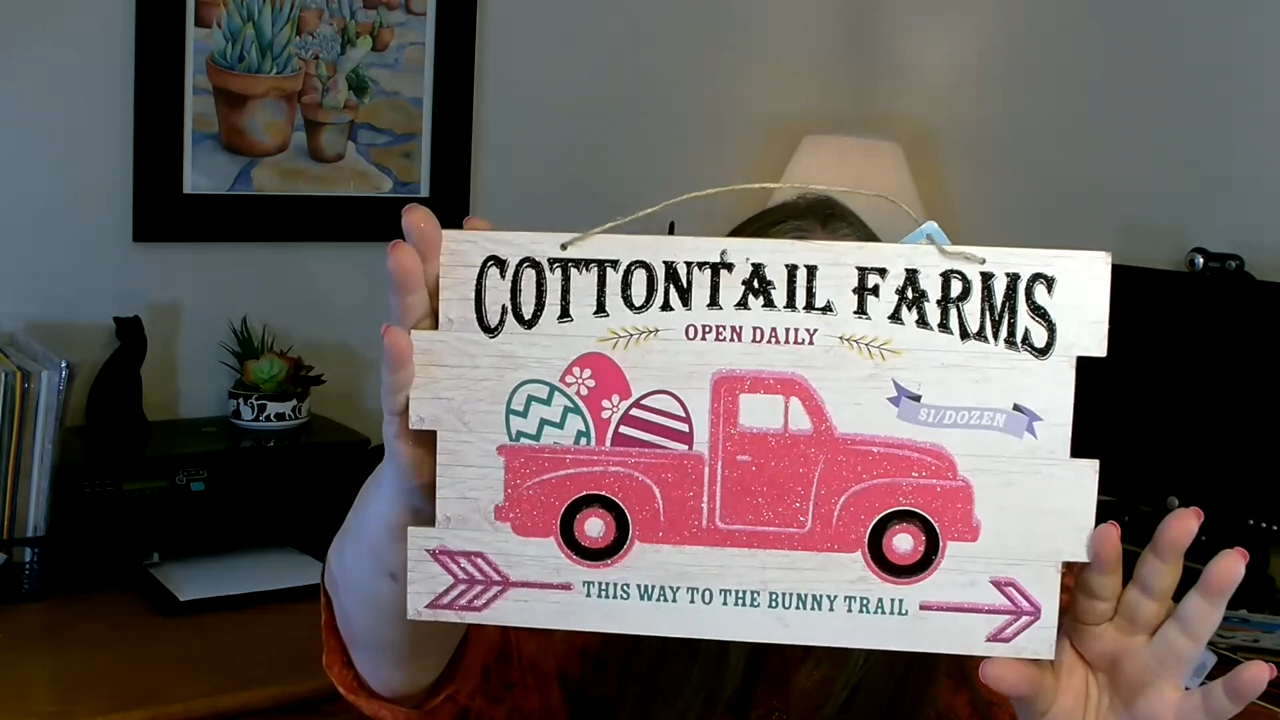 COTTONTAIL FARMS
OPEN DAILY
$1/DOZEN
THIS WAY TO THE BUNNY TRAIL